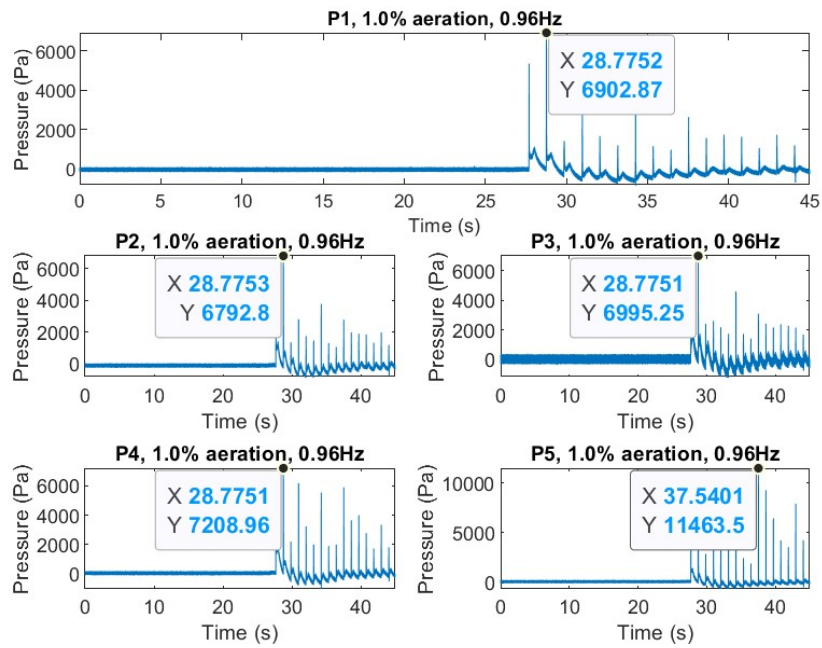 P1, 1.0% aeration, 0.96Hz
Pressure (Pa)
6000
4000
2000
0
X 28.7752
Y 6902.87
0 5 10 15 20 25 30 35 40 45
Time (s)
P2, 1.0% aeration, 0.96Hz
Pressure (Pa)
6000
4000
2000
0
X 28.7753
Y 6792.8
0 10 20 30 40
Time (s)
P3, 1.0% aeration, 0.96Hz
Pressure (Pa)
6000
4000
2000
0
X 28.7751
Y 6995.25
0 10 20 30 40
Time (s)
P4, 1.0% aeration, 0.96Hz
Pressure (Pa)
6000
4000
2000
0
X 28.7751
Y 7208.96
0 10 20 30 40
Time (s)
P5, 1.0% aeration, 0.96Hz
Pressure (Pa)
10000
5000
0
X 37.5401
Y 11463.5
0 10 20 30 40
Time (s)